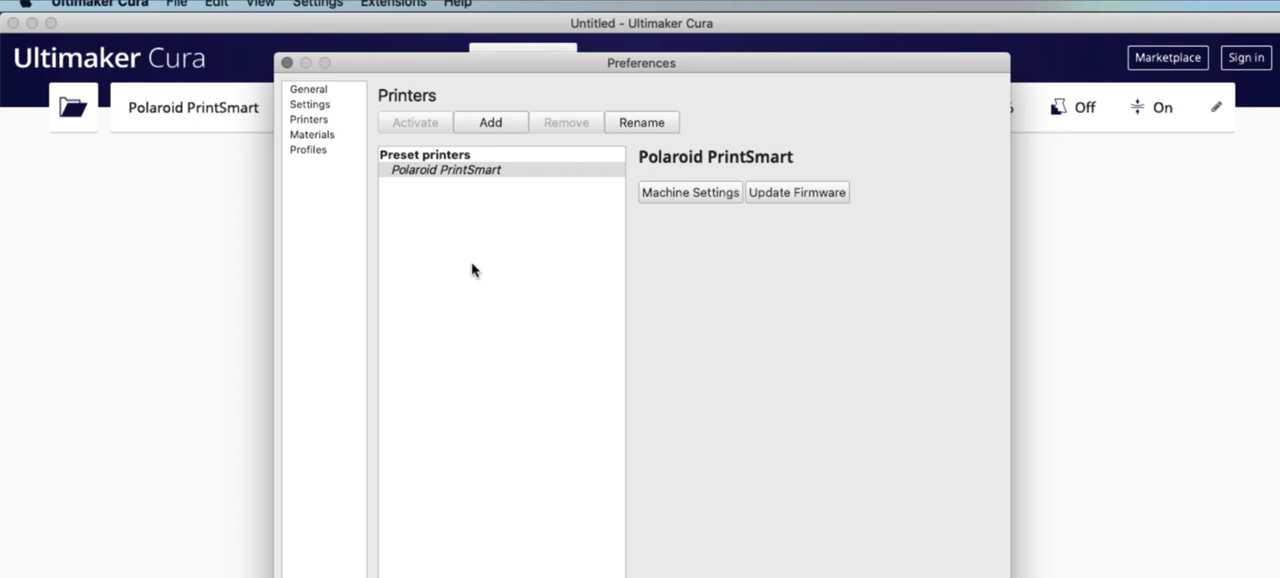 Ultimaker Cura File Edit View Settings Extensions Help
Untitled - Ultimaker Cura
Ultimaker Cura
Marketplace
Sign in
Preferences
Polaroid PrintSmart
Off
On
General
Settings
Printers
Materials
Profiles
Printers
Activate Add Remove Rename
Preset printers
Polaroid PrintSmart
Polaroid PrintSmart
Machine Settings Update Firmware